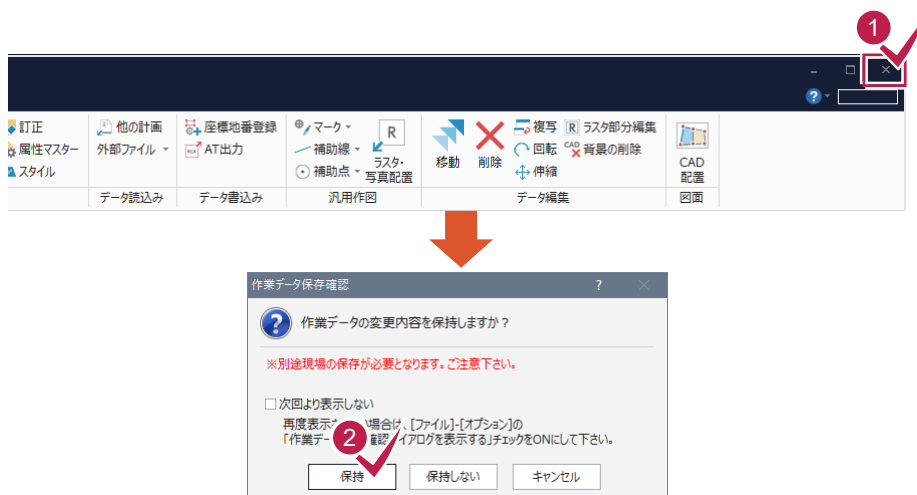 1
訂正
他の計画
座標地番登録
マーク
R
複写
R ラスタ部分編集
属性マスター
外部ファイル
AT出力
補助線
移動
削除
回転
CAD 背景の削除
スタイル
補助点
ラスタ・
写真配置
伸縮
CAD
配置
データ読込み
データ書込み
汎用作図
データ編集
図面
作業データ保存確認
作業データの変更内容を保持しますか？
※別途現場の保存が必要となります。ご注意下さい。
次回より表示しない
再度表示 場合は、[ファイル]-[オプション]の
「作業デー 確認 イアログを表示する」チェックをONにして下さい。
2
保持
保持しない
キャンセル